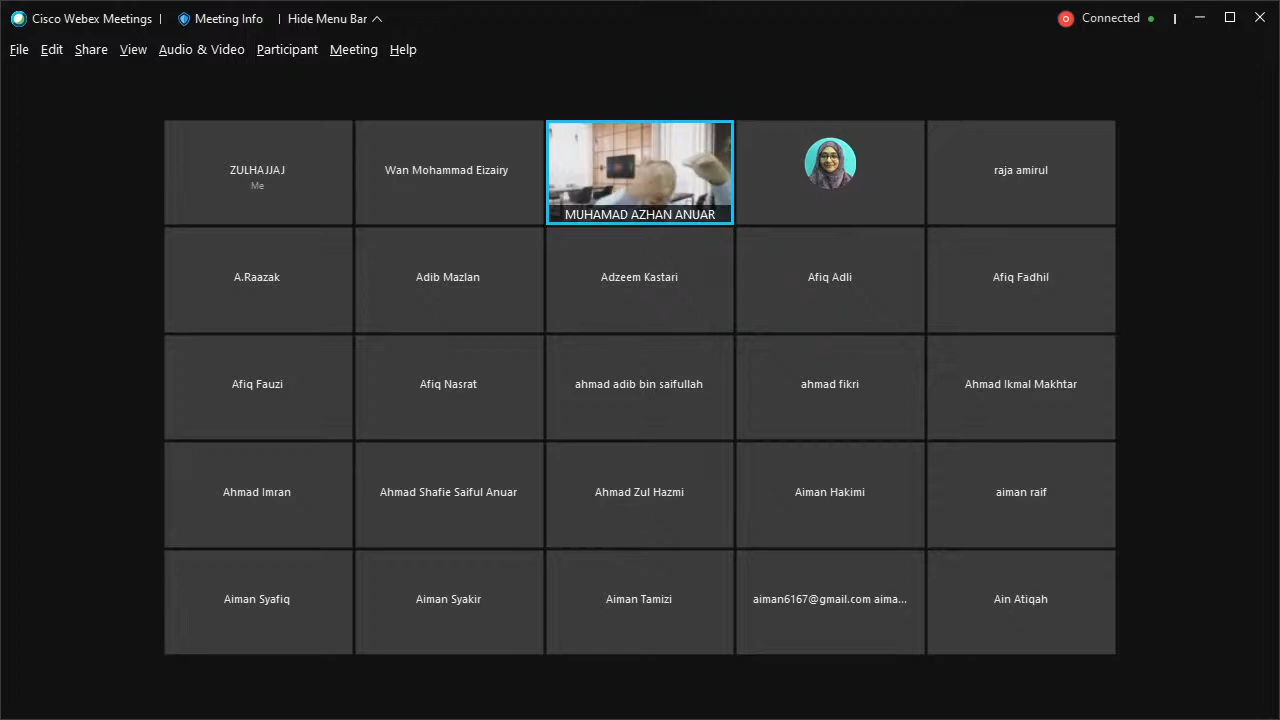 Cisco Webex Meetings | Meeting Info | Hide Menu Bar Connected
File Edit Share View Audio & Video Participant Meeting Help
ZULHAJJAJ
Me
Wan Mohammad Eizairy
MUHAMAD AZHAN ANUAR
raja amirul
A.Raazak
Adib Mazlan
Adzeem Kastari
Afiq Adli
Afiq Fadhil
Afiq Fauzi
Afiq Nasrat
ahmad adib bin saifullah
ahmad fikri
Ahmad Ikmal Makhtar
Ahmad Imran
Ahmad Shafie Saiful Anuar
Ahmad Zul Hazmi
Aiman Hakimi
aiman raif
Aiman Syafiq
Aiman Syakir
Aiman Tamizi
aiman6167@gmail.com aima...
Ain Atiqah